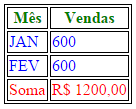 Mês Vendas
JAN 600
FEV 600
Soma R$ 1200,00